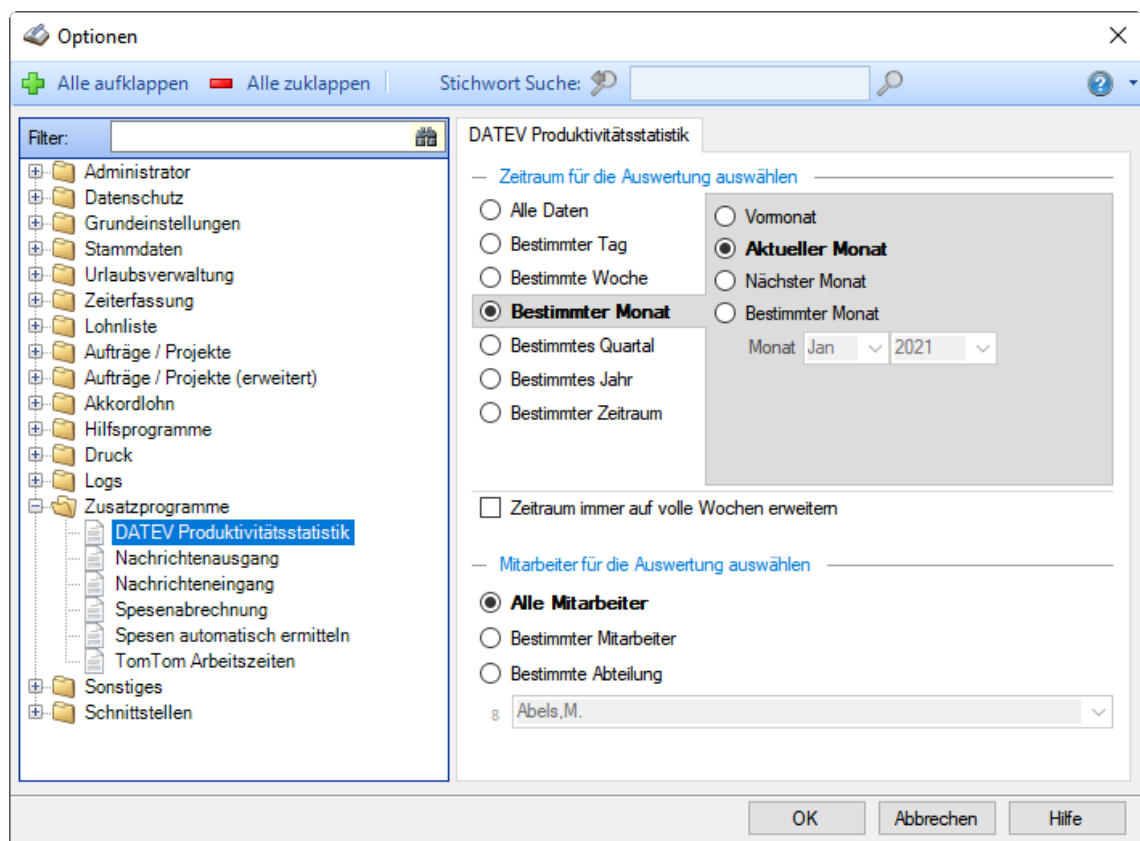 Optionen
Alle aufklappen Alle zuklappen Stichwort Suche:
Filter:
Administrator
Datenschutz
Grundeinstellungen
Stammdaten
Urlaubsverwaltung
Zeiterfassung
Lohnliste
Aufträge / Projekte
Aufträge / Projekte (erweitert)
Akkordlohn
Hilfsprogramme
Druck
Logs
Zusatzprogramme
DATEV Produktivitätsstatistik
Nachrichtenausgang
Nachrichteneingang
Spesenabrechnung
Spesen automatisch ermitteln
TomTom Arbeitszeiten
Sonstiges
Schnittstellen
DATEV Produktivitätsstatistik
Zeitraum für die Auswertung auswählen
Alle Daten
Bestimmter Tag
Bestimmte Woche
Bestimmter Monat
Bestimmtes Quartal
Bestimmtes Jahr
Bestimmter Zeitraum
Vormonat
Aktueller Monat
Nächster Monat
Bestimmter Monat
Monat Jan 2021
Zeitraum immer auf volle Wochen erweitern
Mitarbeiter für die Auswertung auswählen
Alle Mitarbeiter
Bestimmter Mitarbeiter
Bestimmte Abteilung
8 Abels,M.
OK Abbrechen Hilfe